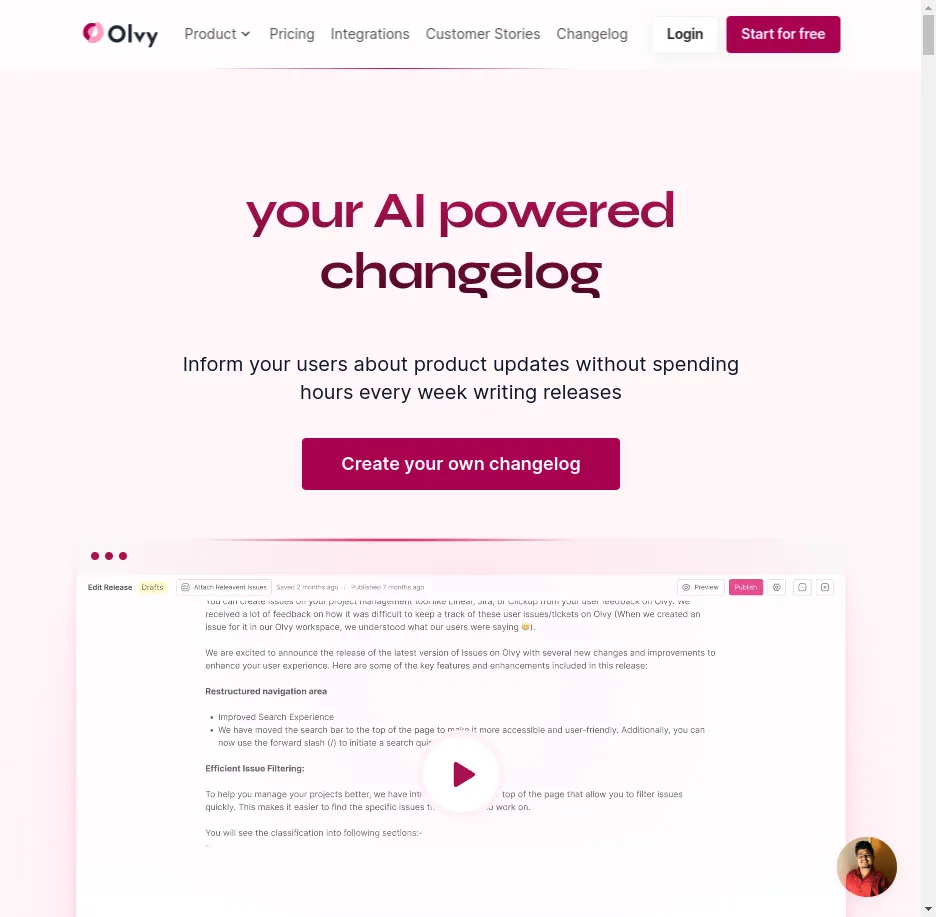 Olvy
Product Pricing Integrations Customer Stories Changelog Login Start for free
your AI powered
changelog
Inform your users about product updates without spending
hours every week writing releases
Create your own changelog
Edit Release Drafts Attach Releavent Issues Saved 2 months ago / Published 7 months ago Preview Publish
You can create issues on your project management tool like Linear, Jira, or ClickUp from your user feedback on Olvy. We
received a lot of feedback on how it was difficult to keep a track of these user issues/tickets on Olvy (When we created an
issue for it in our Olvy workspace, we understood what our users were saying 😅).
We are excited to announce the release of the latest version of Issues on Olvy with several new changes and improvements to
enhance your user experience. Here are some of the key features and enhancements included in this release:
Restructured navigation area
• Improved Search Experience
• We have moved the search bar to the top of the page to make it more accessible and user-friendly. Additionally, you can
now use the forward slash (/) to initiate a search
Efficient Issue Filtering:
To help you manage your projects better, we have top of the page that allow you to filter issues
quickly. This makes it easier to find the specific issues work on.
You will see the classification into following sections:-
-